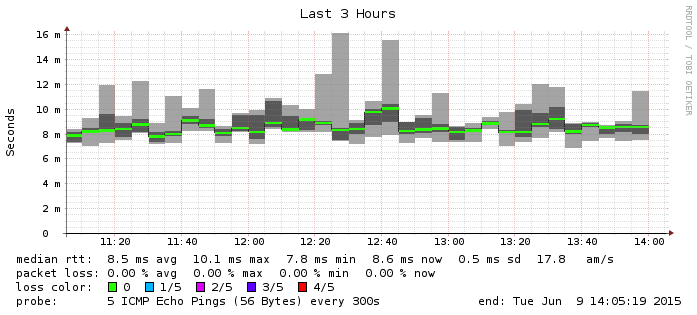 Last 3 Hours
RRDTOOL / TOBI OETIKER
Seconds
16 m
14 m
12 m
10 m
8 m
6 m
4 m
2 m
0
11:20 11:40 12:00 12:20 12:40 13:00 13:20 13:40 14:00
median rtt: 8.5 ms avg 10.1 ms max 7.8 ms min 8.6 ms now 0.5 ms sd 17.8 am/s
packet loss: 0.00 % avg 0.00 % max 0.00 % min 0.00 % now
loss color: 0 1/5 2/5 3/5 4/5
probe: 5 ICMP Echo Pings (56 Bytes) every 300s end: Tue Jun 9 14:05:19 2015